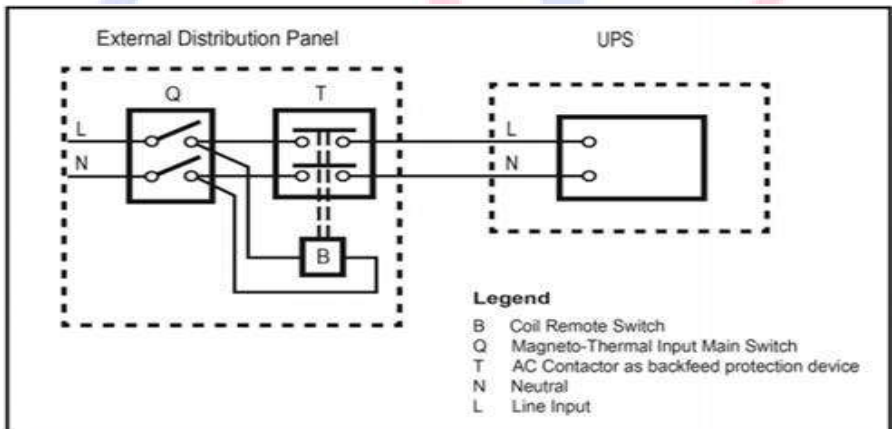 External Distribution Panel
UPS
Q
T
L
N
L
N
B
Legend
B Coil Remote Switch
Q Magneto-Thermal Input Main Switch
T AC Contactor as backfeed protection device
N Neutral
L Line Input